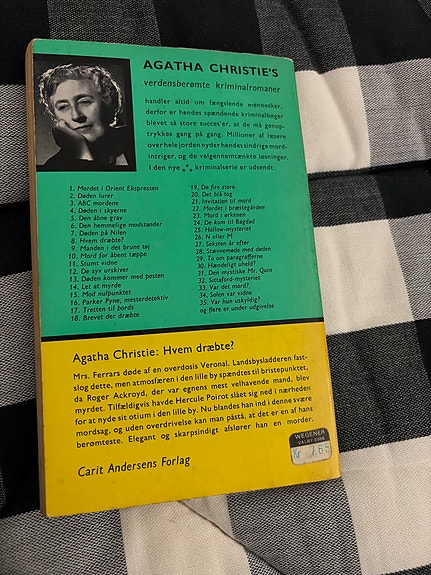 AGATHA CHRISTIE'S
verdensberømte kriminalromaner
handler altid om fængslende mennesker,
derfor er hendes spændende kriminalbøger
blevet så store succes'er, at de må genop-
trykkes gang på gang. Millioner af læsere
over hele jorden nyder hendes sindrige mord-
intriger, og de velgennemtænkte løsninger.
I den nye kriminalserie er udsendt:
1. Mordet i Orient Ekspressen
2. Døden lurer
3. ABC mordene
4. Døden i skyerne
5. Den åbne grav
6. Den hemmelige modstander
7. Døden på Nilen
8. Hvem dræbte?
9. Manden i det brune tøj
10. Mord for åbent tæppe
11. Stumt vidne
12. De syv urskiver
13. Døden kommer med posten
14. Let at myrde
15. Mod nulpunktet
16. Parker Pyne, mesterdetektiv
17. Tretten til bords
18. Brevet der dræbte
19. De fire store
20. Det blå tog
21. Invitation til mord
22. Mordet i præstegården
23. Mord i ørkenen
24. De kom til Bagdad
25. Hollow-mysteriet
26. N eller M
27. Seksten år efter
28. Stævnemøde med døden
29. To om paragrafferne
30. Hændeligt uheld?
31. Den mystiske Mr. Quin
32. Sittaford-mysteriet
33. Var det mord?
34. Solen var vidne
35. Var hun uskyldig?
og flere er under udgivelse
Agatha Christie: Hvem dræbte?
Mrs. Ferrars døde af en overdosis Veronal. Landsbysladderen fast-
slog dette, men atmosfæren i den lille by spændtes til bristepunktet,
da Roger Ackroyd, der var egnens mest velhavende mand, blev
myrdet. Tilfældigvis havde Hercule Poirot slået sig ned i nærheden
for at nyde sit otium i den lille by. Nu blandes han ind i denne svære
mordsag, og uden overdrivelse kan man påstå, at det er en af hans
berømteste. Elegant og skarpsindigt afslører han en morder.
Carit Andersens Forlag
WEGENER
VALBY 3398
Kr. 1.65